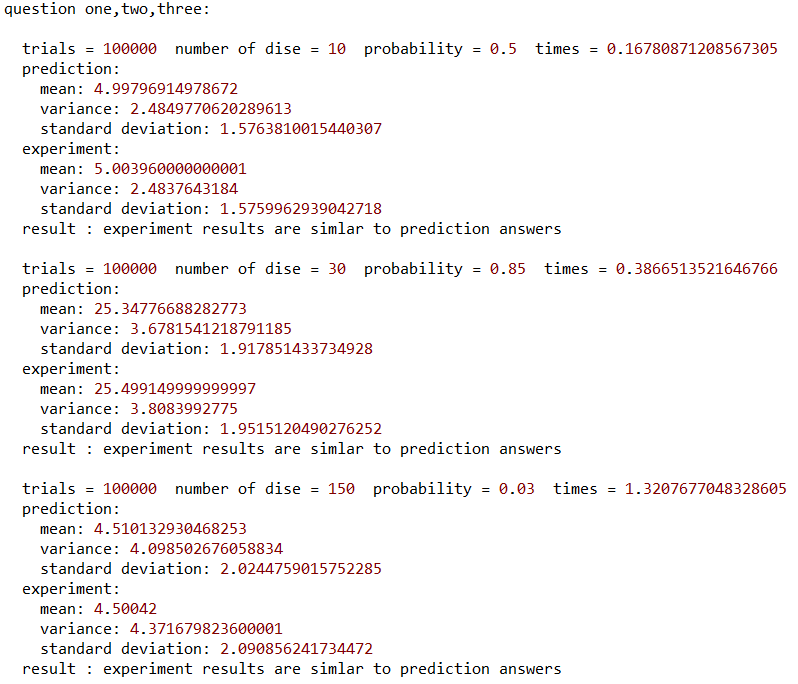 question one,two,three:
trials = 100000  number of dise = 10  probability = 0.5  times = 0.16780871208567305
prediction:
mean: 4.99796914978672
variance: 2.4849770620289613
standard deviation: 1.5763810015440307
experiment:
mean: 5.003960000000001
variance: 2.4837643184
standard deviation: 1.5759962939042718
result : experiment results are simlar to prediction answers
trials = 100000  number of dise = 30  probability = 0.85  times = 0.3866513521646766
prediction:
mean: 25.34776688282773
variance: 3.6781541218791185
standard deviation: 1.917851433734928
experiment:
mean: 25.499149999999997
variance: 3.8083992775
standard deviation: 1.9515120490276252
result : experiment results are simlar to prediction answers
trials = 100000  number of dise = 150  probability = 0.03  times = 1.3207677048328605
prediction:
mean: 4.510132930468253
variance: 4.098502676058834
standard deviation: 2.0244759015752285
experiment:
mean: 4.50042
variance: 4.371679823600001
standard deviation: 2.090856241734472
result : experiment results are simlar to prediction answers